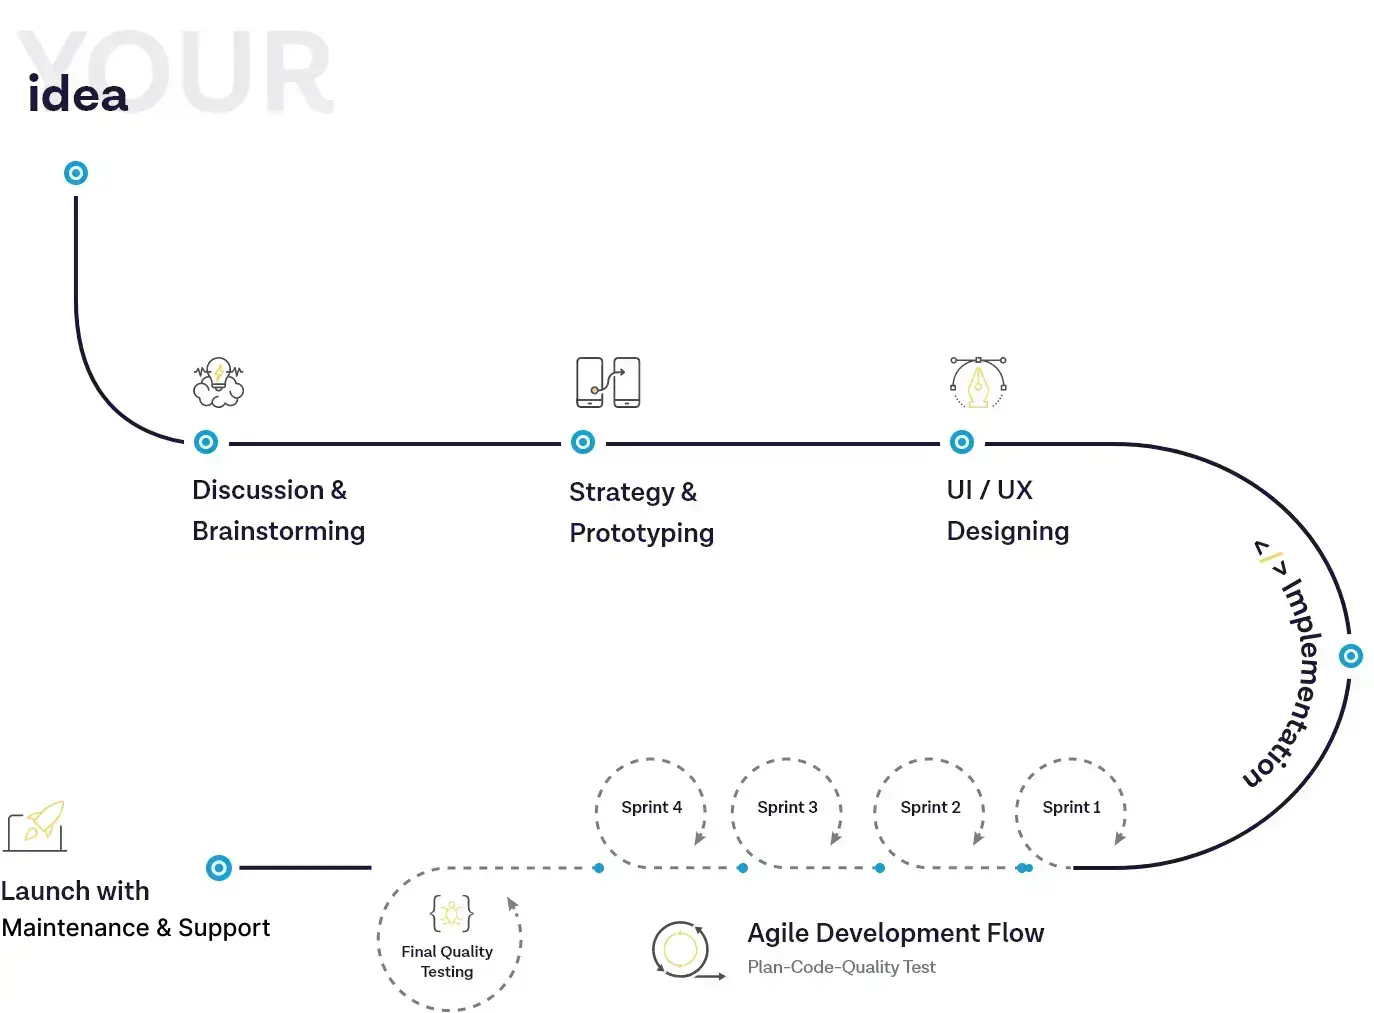 YOUR
idea
Discussion &
Brainstorming
Strategy &
Prototyping
UI / UX
Designing
</> Implementation
Sprint 4
Sprint 3
Sprint 2
Sprint 1
Launch with
Maintenance & Support
Final Quality
Testing
Agile Development Flow
Plan-Code-Quality Test